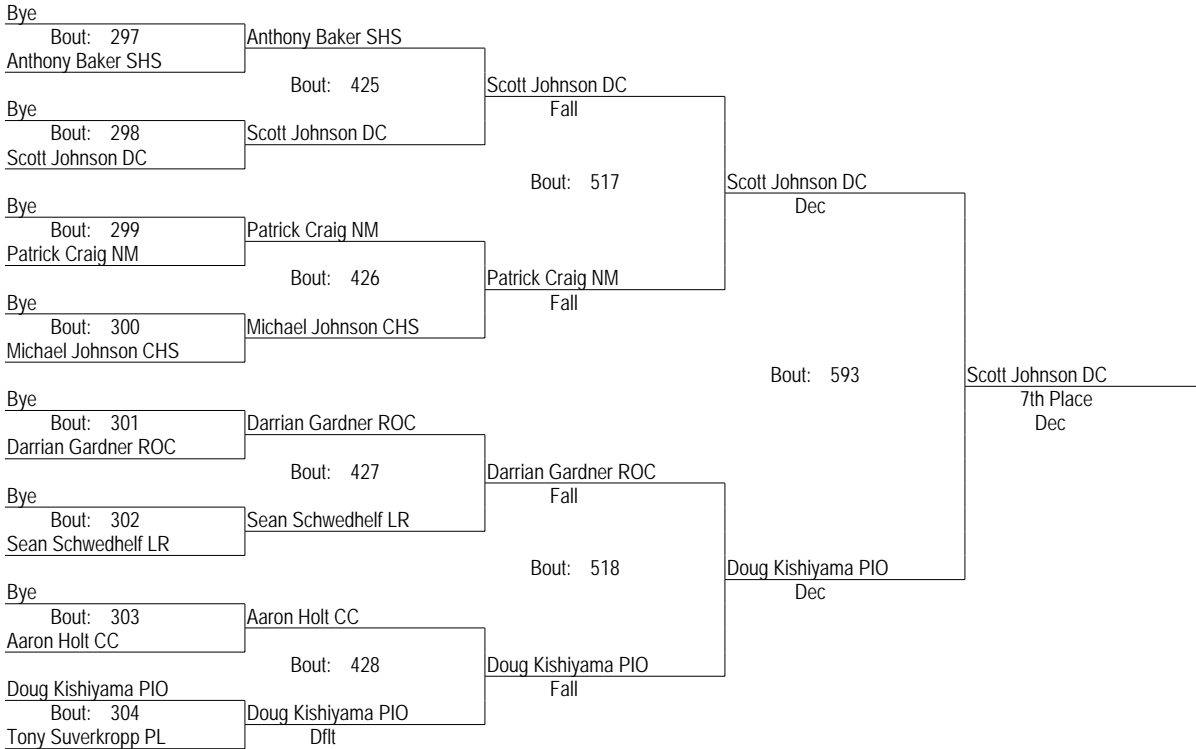 Bye
Bout: 297
Anthony Baker SHS
Anthony Baker SHS
Bout: 425
Scott Johnson DC
Fall
Bye
Bout: 298
Scott Johnson DC
Scott Johnson DC
Bout: 517
Scott Johnson DC
Dec
Bye
Bout: 299
Patrick Craig NM
Patrick Craig NM
Bout: 426
Patrick Craig NM
Fall
Bye
Bout: 300
Michael Johnson CHS
Michael Johnson CHS
Bout: 593
Scott Johnson DC
7th Place
Dec
Bye
Bout: 301
Darrian Gardner ROC
Darrian Gardner ROC
Bout: 427
Darrian Gardner ROC
Fall
Bye
Bout: 302
Sean Schwedhelf LR
Sean Schwedhelf LR
Bout: 518
Doug Kishiyama PIO
Dec
Bye
Bout: 303
Aaron Holt CC
Aaron Holt CC
Bout: 428
Doug Kishiyama PIO
Fall
Doug Kishiyama PIO
Bout: 304
Tony Suverkropp PL
Doug Kishiyama PIO
Dflt